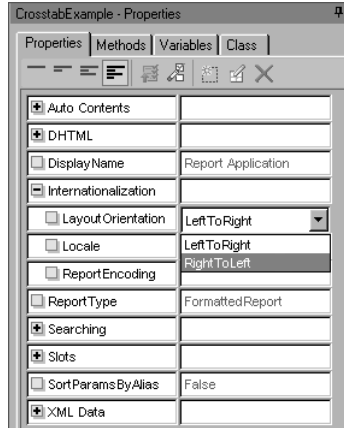 CrosstabExample - Properties
Properties Methods Variables Class
Auto Contents
DHTML
DisplayName Report Application
Internationalization
LayoutOrientation LeftToRight
Locale LeftToRight
RightToLeft
ReportEncoding
ReportType FormattedReport
Searching
Slots
SortParamsByAlias False
XML Data